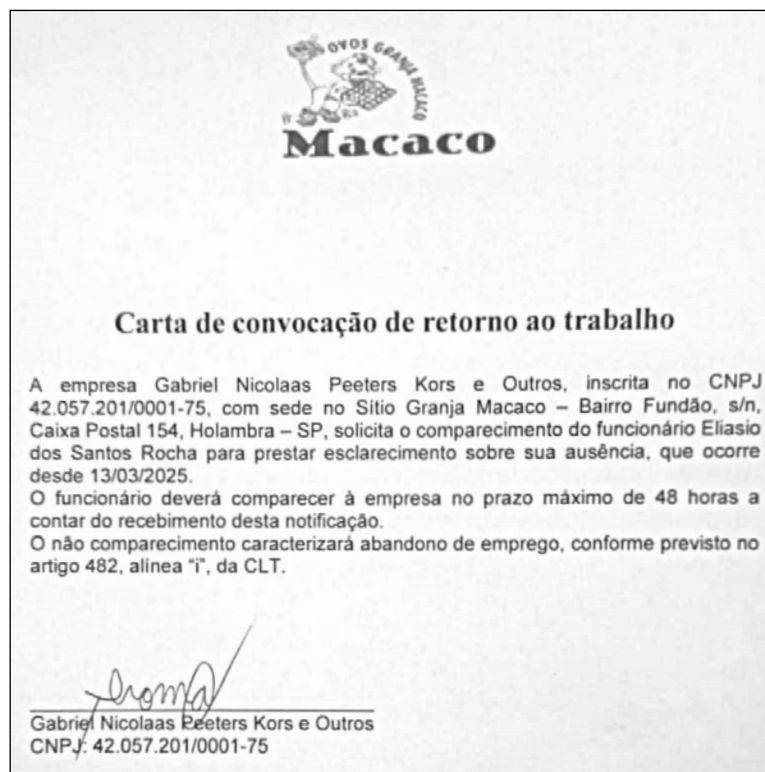 OVOS GRANJA MACACO
Macaco
Carta de convocação de retorno ao trabalho
A empresa Gabriel Nicolaas Peeters Kors e Outros, inscrita no CNPJ
42.057.201/0001-75, com sede no Sítio Granja Macaco – Bairro Fundão, s/n,
Caixa Postal 154, Holambra – SP, solicita o comparecimento do funcionário Eliasio
dos Santos Rocha para prestar esclarecimento sobre sua ausência, que ocorre
desde 13/03/2025.
O funcionário deverá comparecer à empresa no prazo máximo de 48 horas a
contar do recebimento desta notificação.
O não comparecimento caracterizará abandono de emprego, conforme previsto no
artigo 482, alínea “i”, da CLT.
Gabriel Nicolaas Peeters Kors e Outros
CNPJ: 42.057.201/0001-75